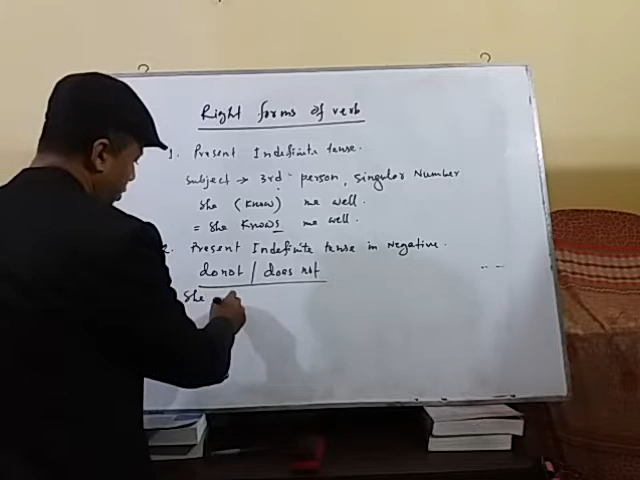 Right forms of verb
1. Present Indefinite tense.
Subject → 3rd person, singular Number
She (know) me well.
= She knows me well.
2. Present Indefinite tense in Negative.
do not / does not
She